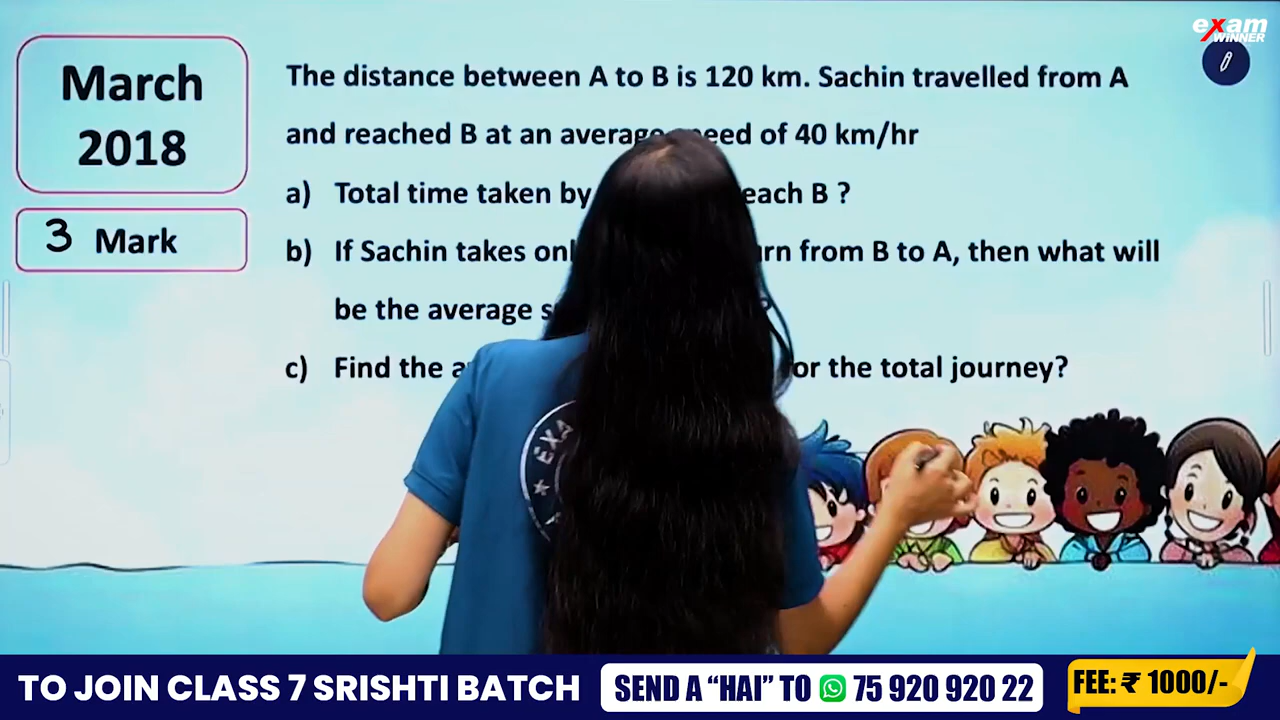 exam
WINNER
March
2018
3 Mark
The distance between A to B is 120 km. Sachin travelled from A
and reached B at an average speed of 40 km/hr
a) Total time taken by each B ?
b) If Sachin takes onl urn from B to A, then what will
be the average s
c) Find the a or the total journey?
EXA
TO JOIN CLASS 7 SRISHTI BATCH
SEND A “HAI” TO 75 920 920 22
FEE: ₹ 1000/-